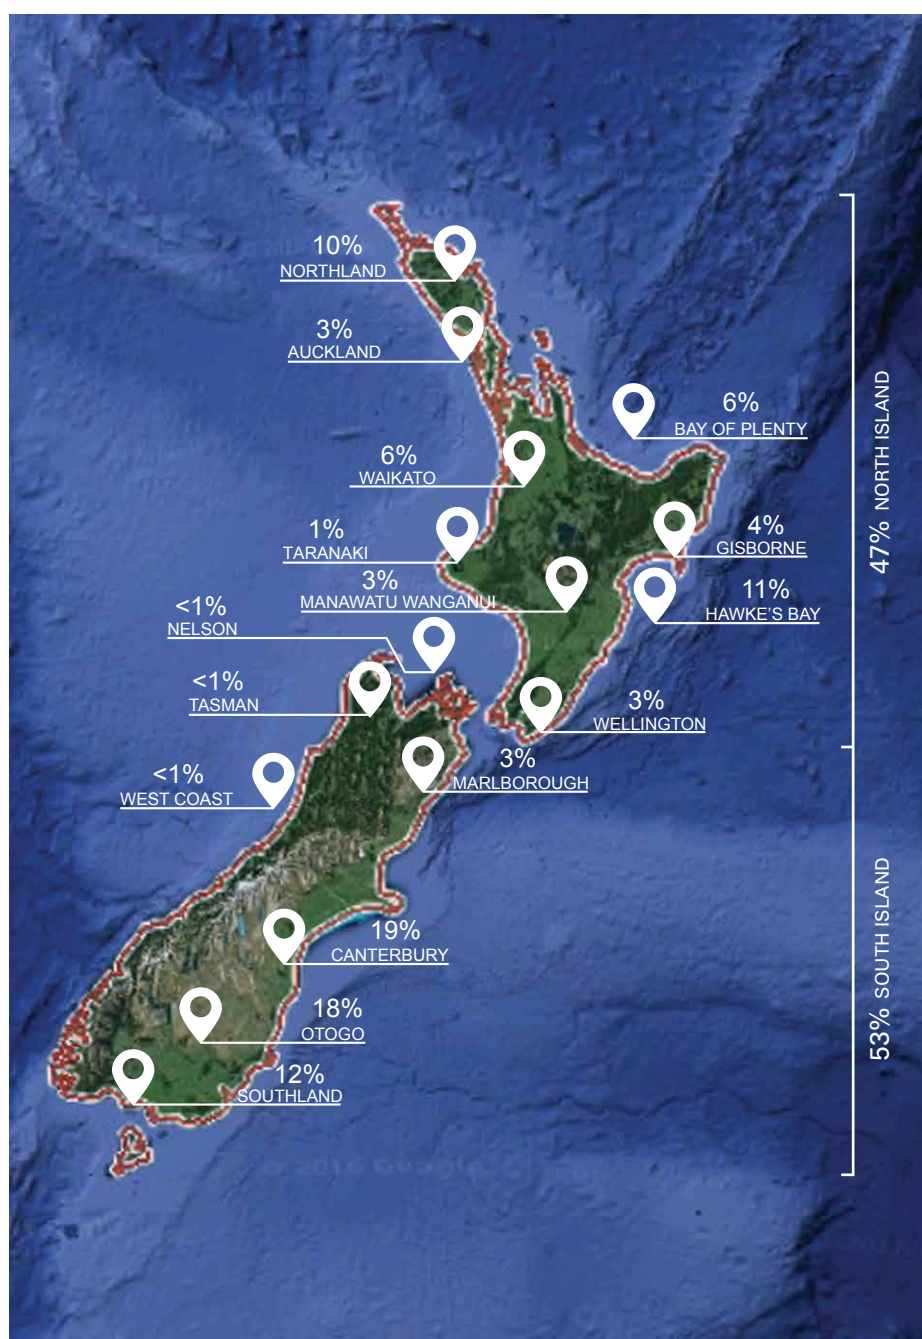 10%
NORTHLAND
3%
AUCKLAND
6%
BAY OF PLENTY
6%
WAIKATO
1%
TARANAKI
4%
GISBORNE
3%
MANAWATU WANGANUI
11%
HAWKE'S BAY
<1%
NELSON
<1%
TASMAN
3%
WELLINGTON
3%
MARLBOROUGH
<1%
WEST COAST
19%
CANTERBURY
18%
OTOGO
12%
SOUTHLAND
47% NORTH ISLAND
53% SOUTH ISLAND
© 2016 Google